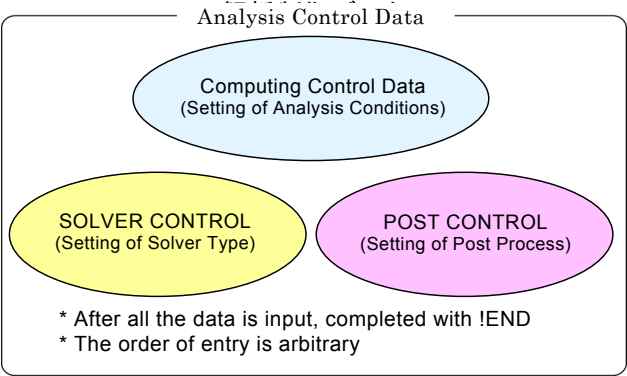 Analysis Control Data
Computing Control Data
(Setting of Analysis Conditions)
SOLVER CONTROL
(Setting of Solver Type)
POST CONTROL
(Setting of Post Process)
* After all the data is input, completed with !END
* The order of entry is arbitrary